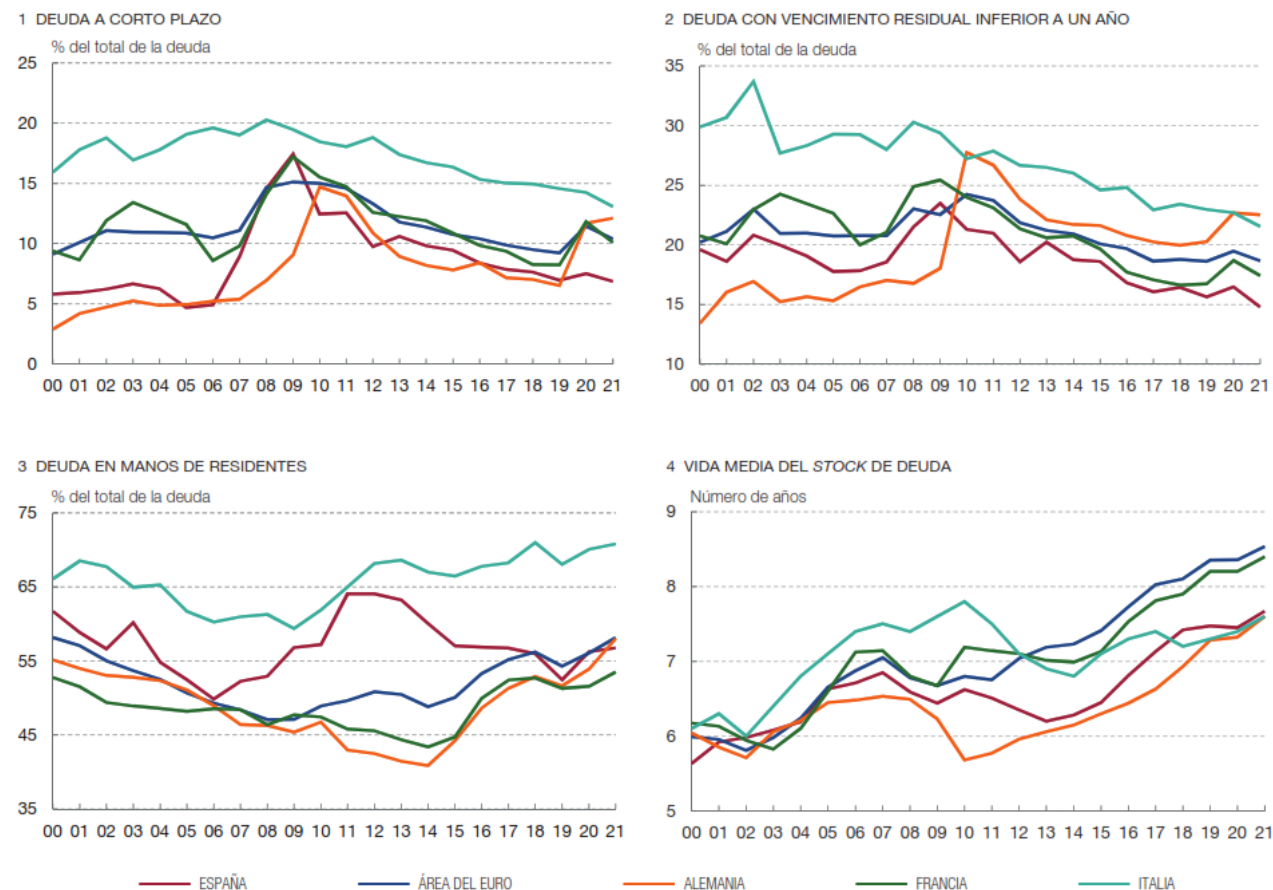 1 DEUDA A CORTO PLAZO
% del total de la deuda
25
20
15
10
5
0
00 01 02 03 04 05 06 07 08 09 10 11 12 13 14 15 16 17 18 19 20 21
2 DEUDA CON VENCIMIENTO RESIDUAL INFERIOR A UN AÑO
% del total de la deuda
35
30
25
20
15
10
00 01 02 03 04 05 06 07 08 09 10 11 12 13 14 15 16 17 18 19 20 21
3 DEUDA EN MANOS DE RESIDENTES
% del total de la deuda
75
65
55
45
35
00 01 02 03 04 05 06 07 08 09 10 11 12 13 14 15 16 17 18 19 20 21
4 VIDA MEDIA DEL STOCK DE DEUDA
Número de años
9
8
7
6
5
00 01 02 03 04 05 06 07 08 09 10 11 12 13 14 15 16 17 18 19 20 21
ESPAÑA ÁREA DEL EURO ALEMANIA FRANCIA ITALIA